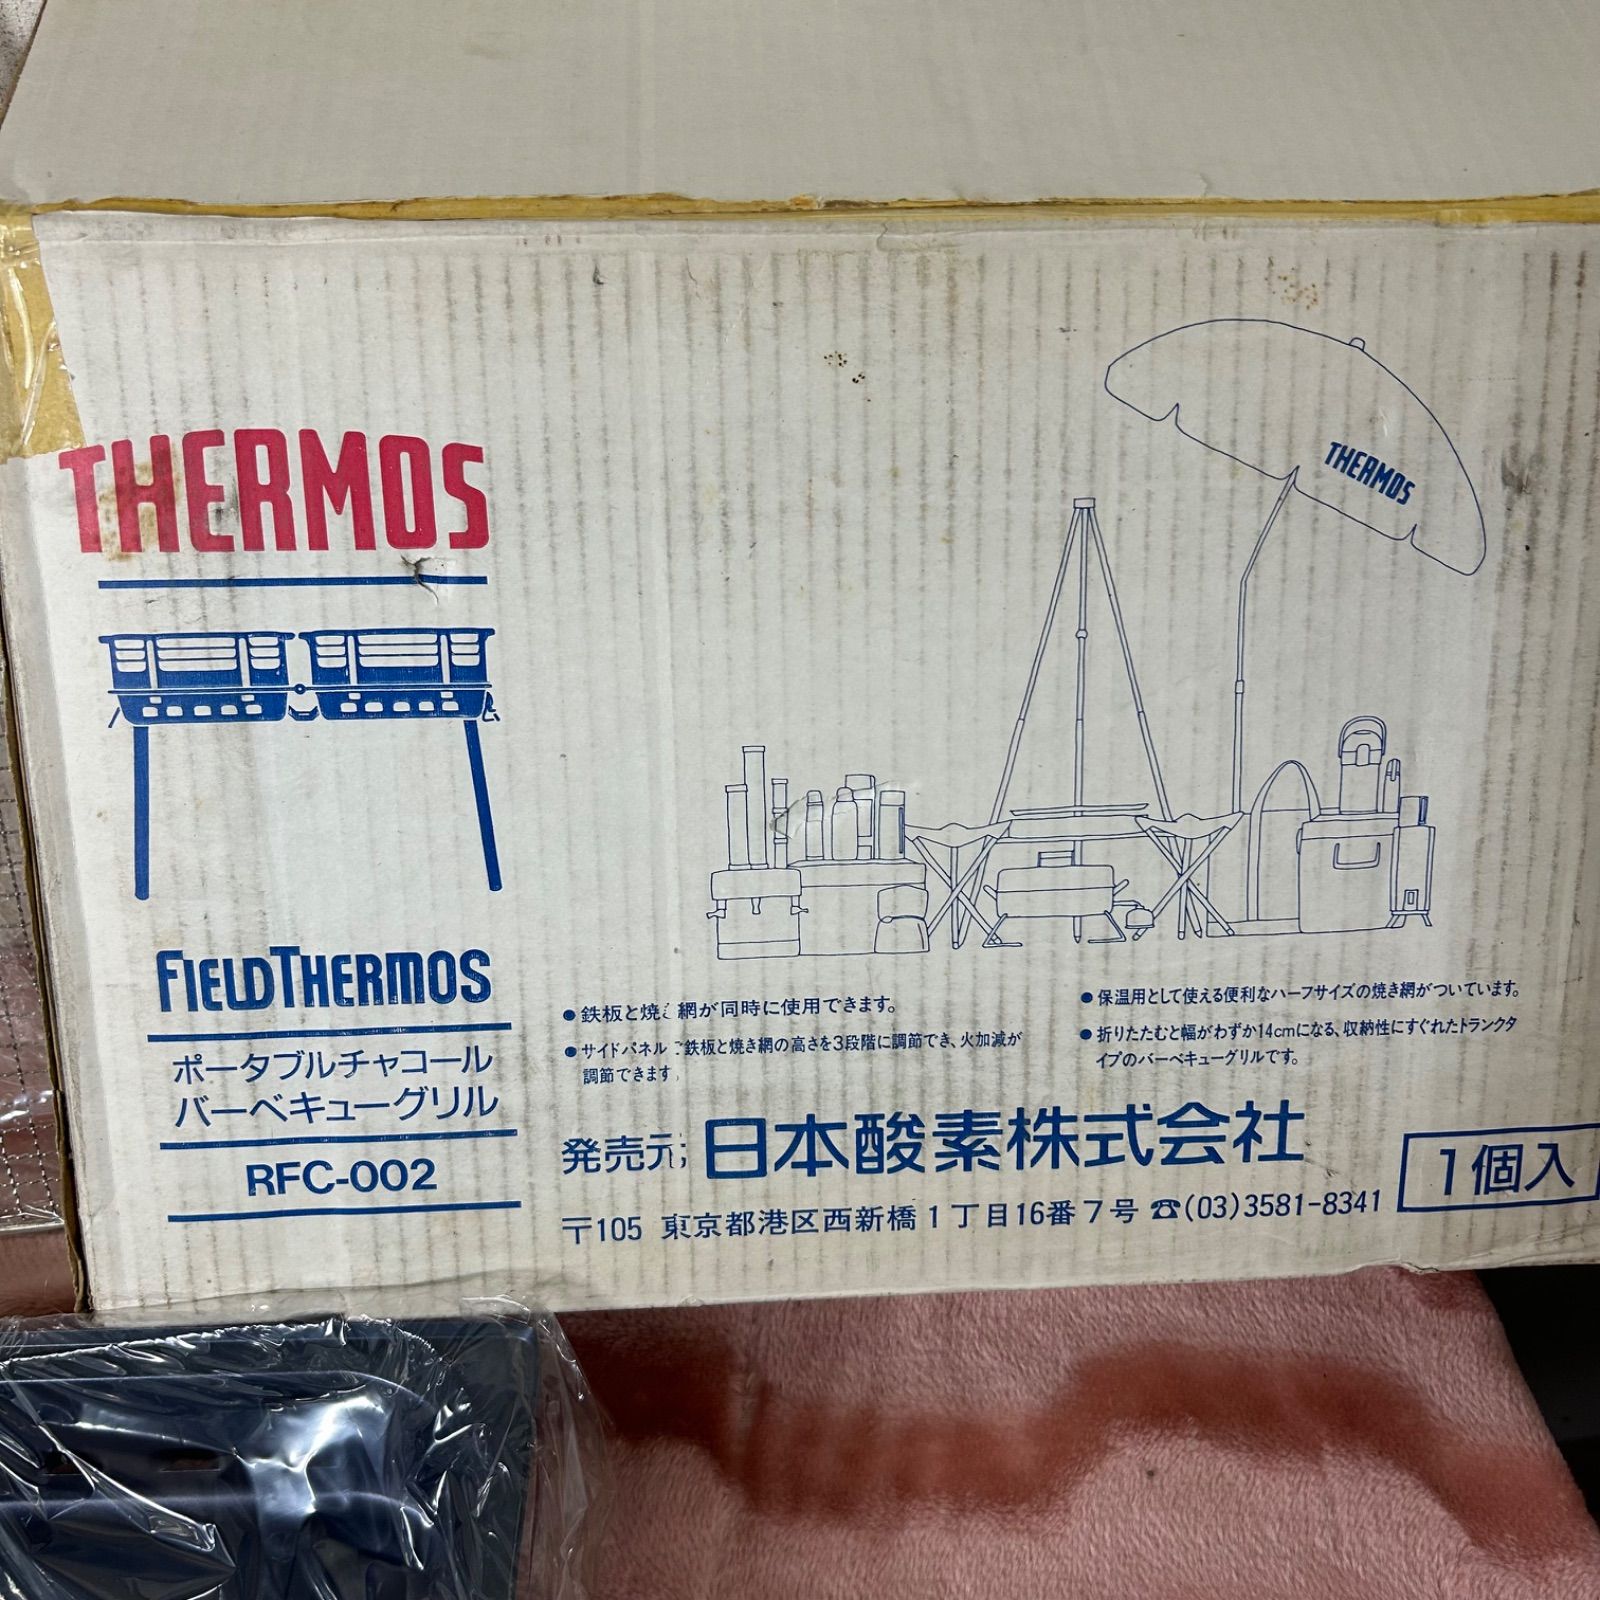 THERMOS
THERMOS
FIELDTHERMOS
ポータブルチャコール
バーベキューグリル
RFC-002
●鉄板と焼き網が同時に使用できます。
●サイドパネルで鉄板と焼き網の高さを3段階に調節でき、火加減が
調節できます。
●保温用として使える便利なハーフサイズの焼き網がついています。
●折りたたむと幅がわずか14cmになる、収納性にすぐれたトランクタ
イプのバーベキューグリルです。
発売元; 日本酸素株式会社
〒105 東京都港区西新橋1丁目16番7号 ☎(03)3581-8341
1個入